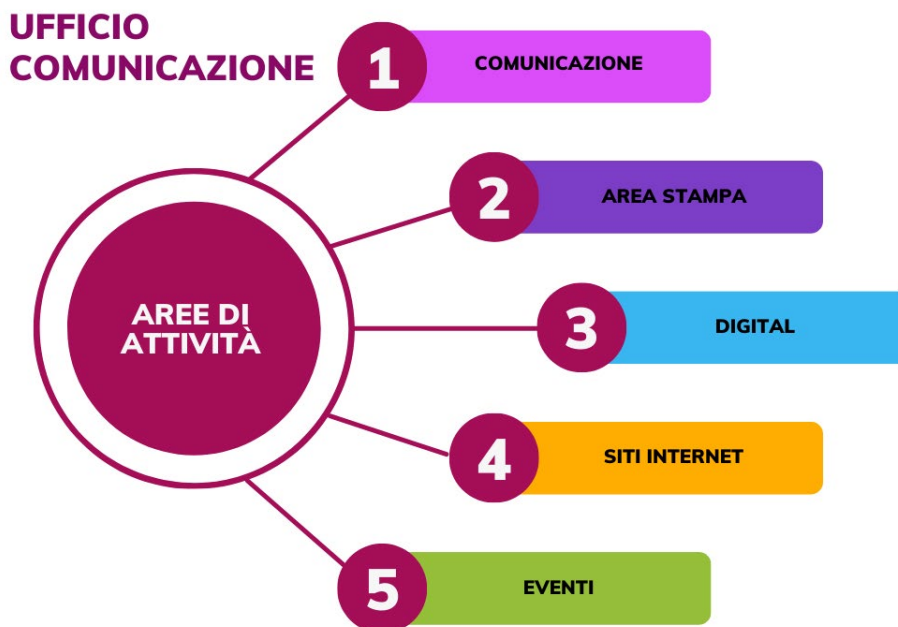 UFFICIO
COMUNICAZIONE
1
COMUNICAZIONE
2
AREA STAMPA
AREE DI
ATTIVITÀ
3
DIGITAL
4
SITI INTERNET
5
EVENTI